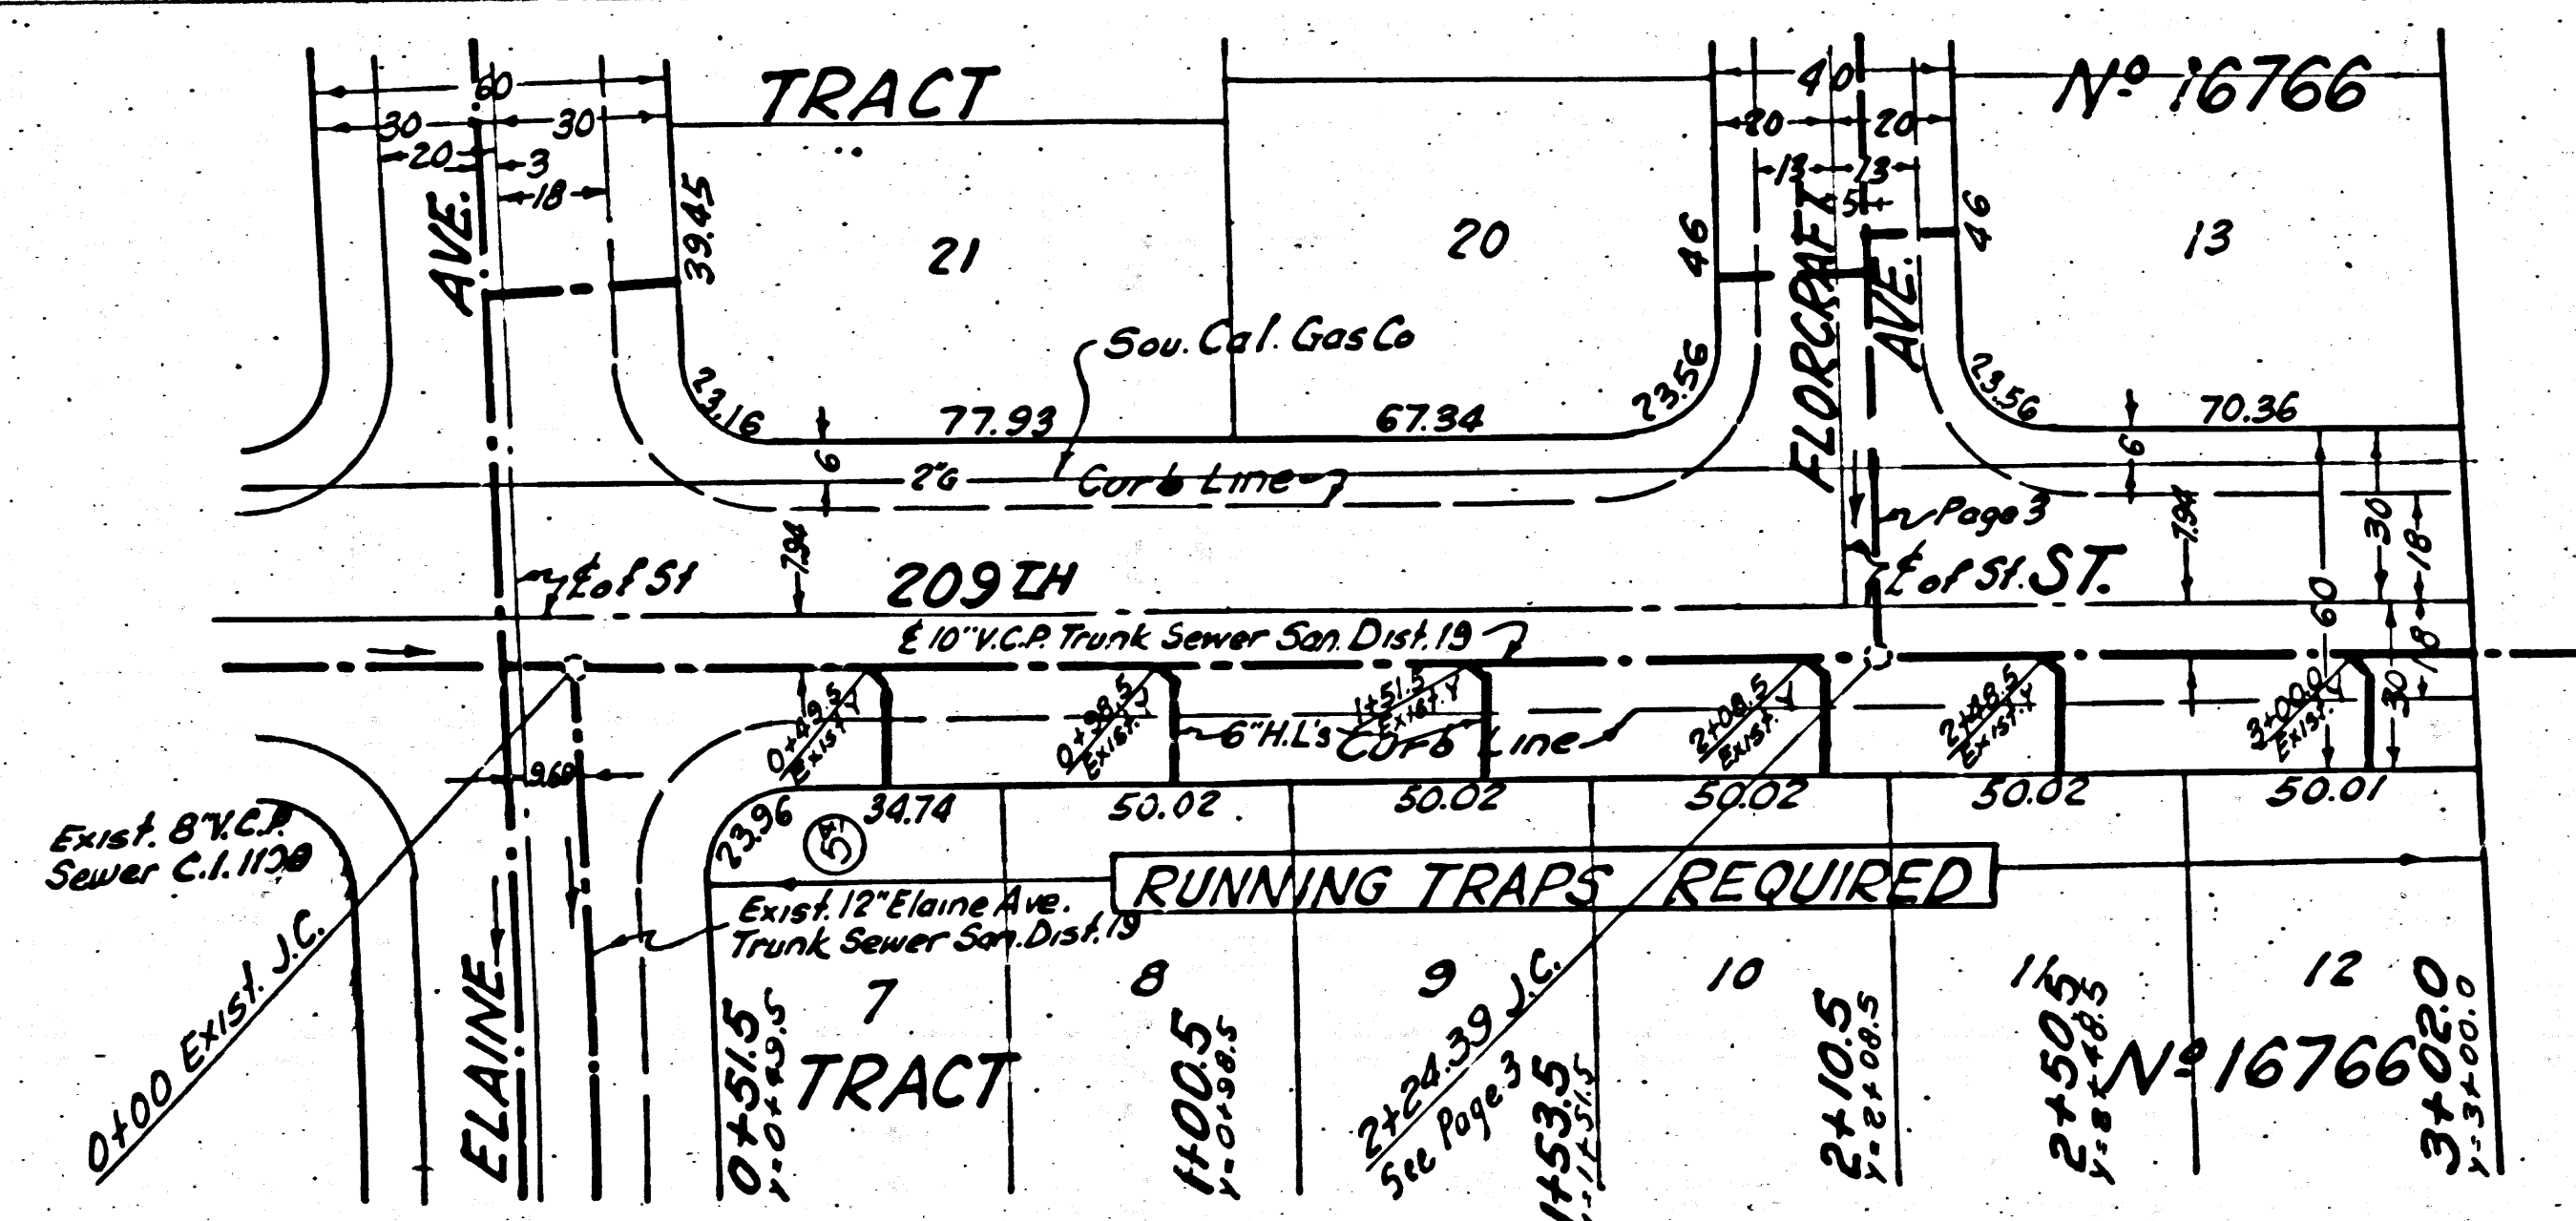 60
TRACT
40
Nº 16766
30 30
20 20
20 3
13 13
18
5
AVE.
39.45
21
20
46
46
13
FLORCRAFT
AVE.
Sou. Cal. Gas Co
23.16
77.93
67.34
23.56
23.56
70.36
6
2"G
Curb Line
6
Page 3
7.94
7.94
30
18
℄ of St
209TH
℄ of St. ST.
60
℄ 10" V.C.P. Trunk Sewer San. Dist. 19
18
30
0+49.5
Exist. Y
0+98.5
Exist. Y
1+51.5
Exist. Y
2+08.5
Exist. Y
2+48.5
Exist. Y
3+00.0
Exist. Y
6" H.L's
Curb Line
9.60
34.74
50.02
50.02
50.02
50.02
50.01
23.96
54
Exist. 8" V.C.P.
Sewer C.I.
RUNNING TRAPS REQUIRED
Exist. 12" Elaine Ave.
Trunk Sewer San. Dist. 19
0+00 Exist. J.C.
ELAINE
7
8
9
10
11
12
TRACT
Nº 16766
0+51.5
Y=0+49.5
1+00.5
Y=0+98.5
2+24.39 J.C.
See Page 3
1+53.5
Y=1+51.5
2+10.5
Y=2+08.5
2+50.5
3+02.0
Y=3+00.0